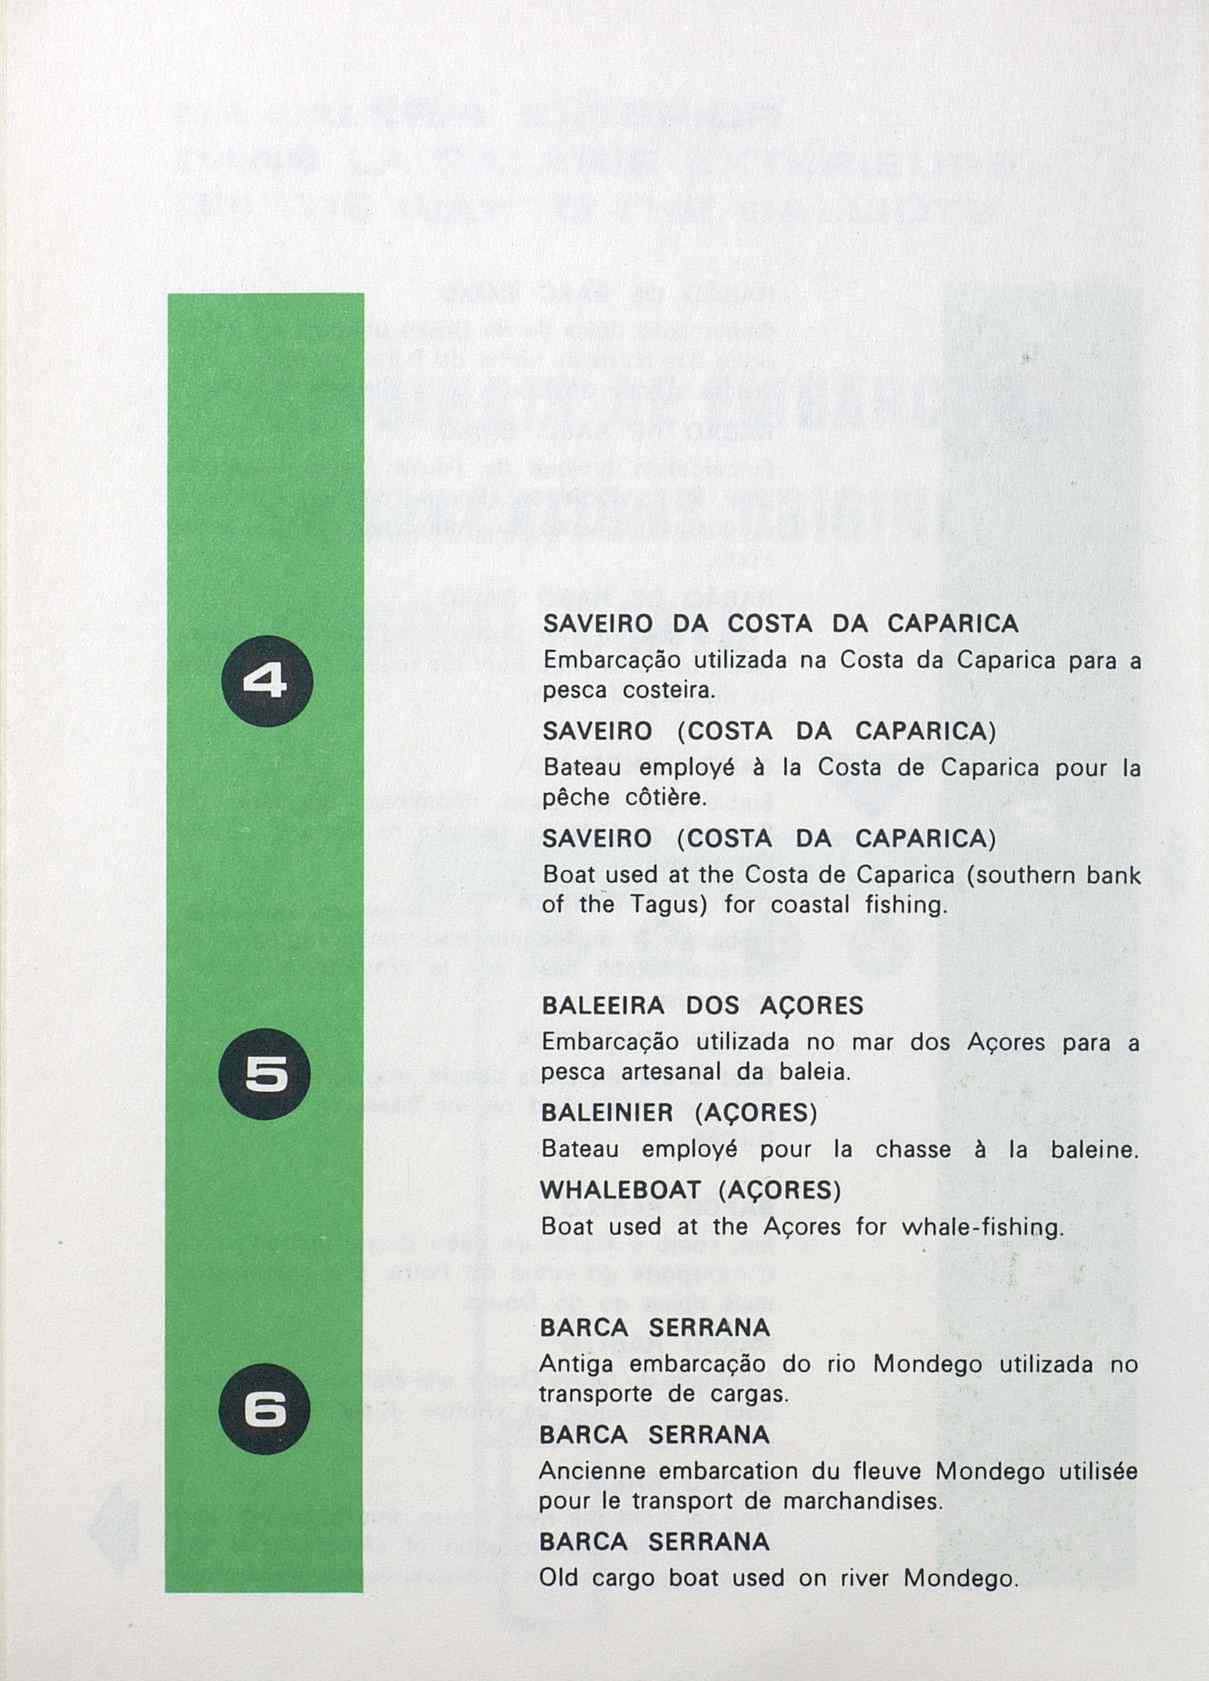 4
SAVEIRO DA COSTA DA CAPARICA
Embarcação utilizada na Costa da Caparica para a
pesca costeira.
SAVEIRO (COSTA DA CAPARICA)
Bateau employé à la Costa de Caparica pour la
pêche côtière.
SAVEIRO (COSTA DA CAPARICA)
Boat used at the Costa de Caparica (southern bank
of the Tagus) for coastal fishing.
5
BALEEIRA DOS AÇORES
Embarcação utilizada no mar dos Açores para a
pesca artesanal da baleia.
BALEINIER (AÇORES)
Bateau employé pour la chasse à la baleine.
WHALEBOAT (AÇORES)
Boat used at the Açores for whale-fishing.
6
BARCA SERRANA
Antiga embarcação do rio Mondego utilizada no
transporte de cargas.
BARCA SERRANA
Ancienne embarcation du fleuve Mondego utilisée
pour le transport de marchandises.
BARCA SERRANA
Old cargo boat used on river Mondego.